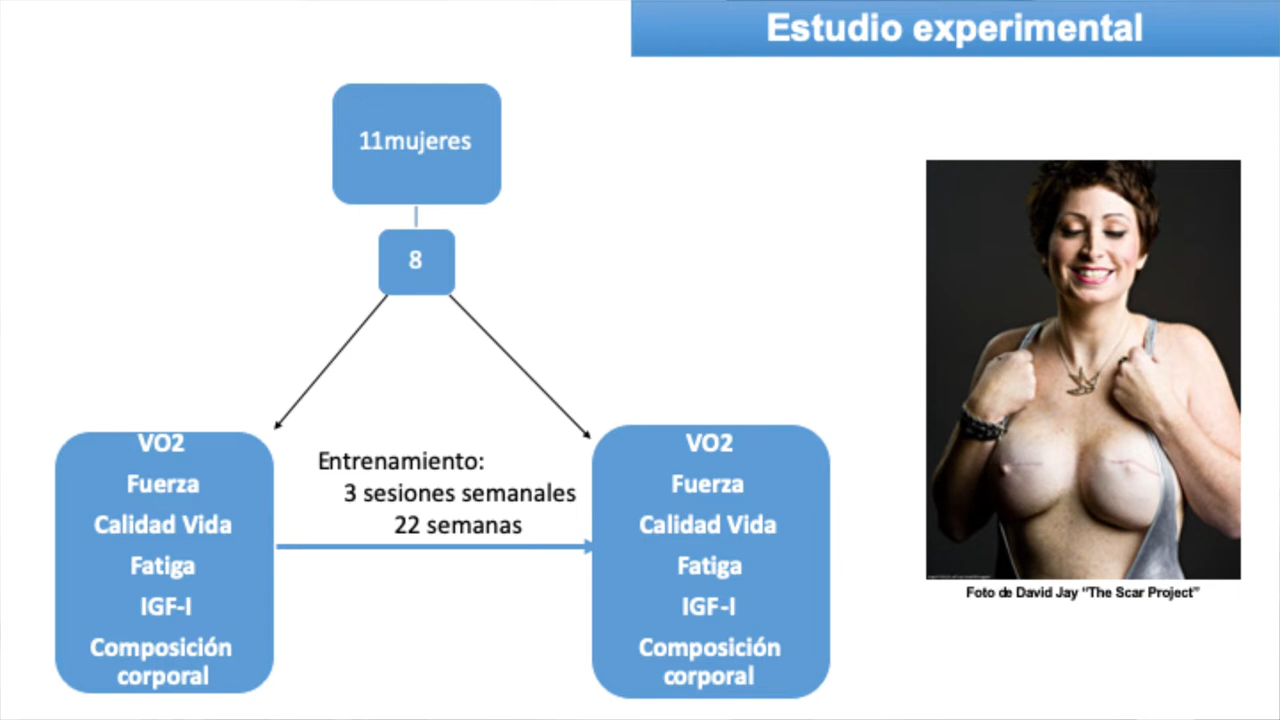 Estudio experimental
11mujeres
8
VO2
Fuerza
Calidad Vida
Fatiga
IGF-I
Composición
corporal
Entrenamiento:
3 sesiones semanales
22 semanas
VO2
Fuerza
Calidad Vida
Fatiga
IGF-I
Composición
corporal
Foto de David Jay “The Scar Project”